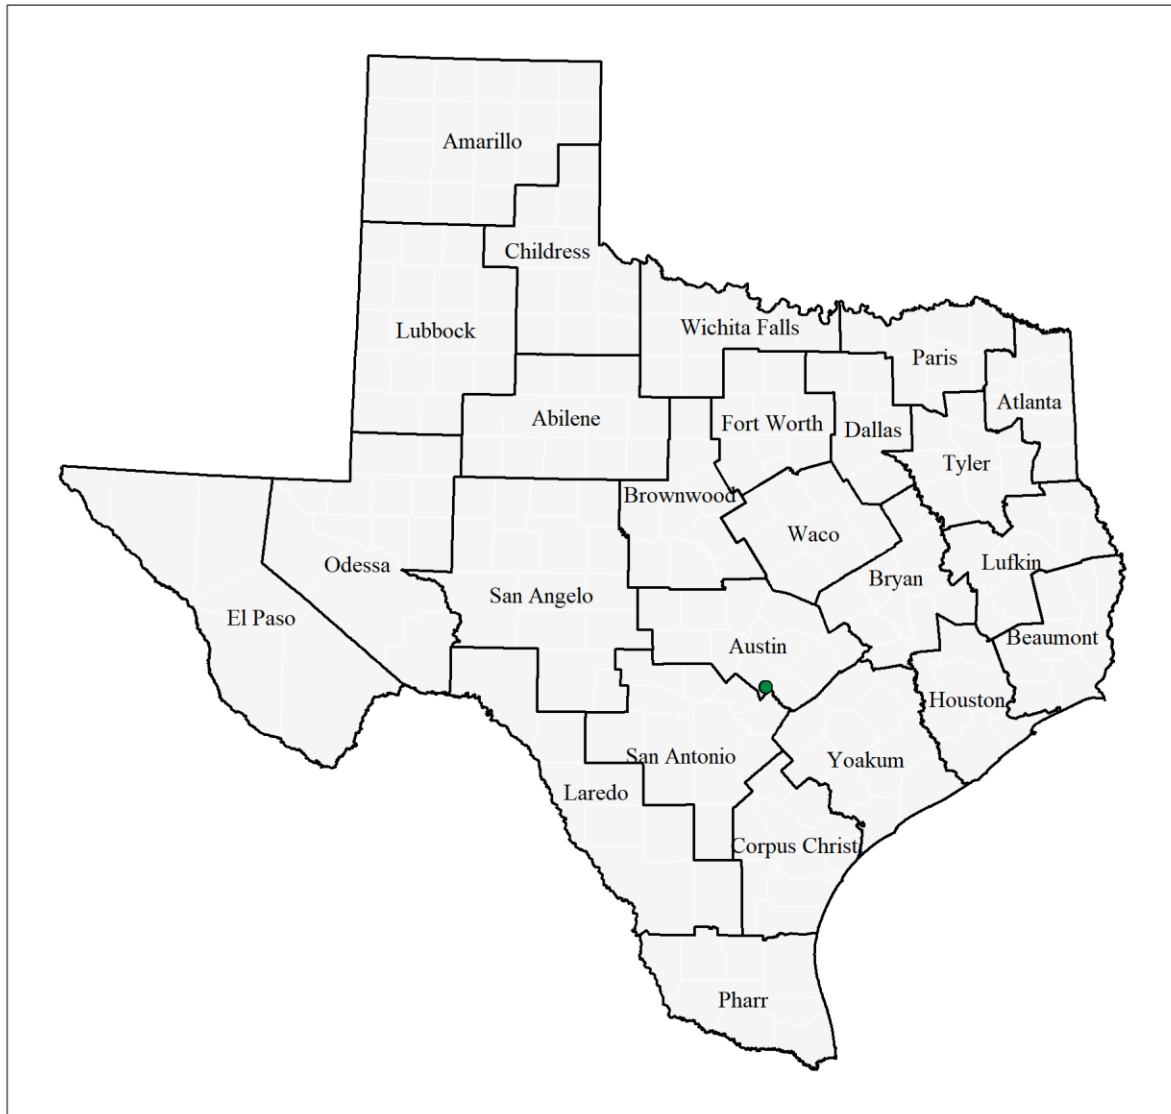 Amarillo
Childress
Lubbock
Wichita Falls
Paris
Atlanta
Abilene
Fort Worth
Dallas
Tyler
Brownwood
Waco
Odessa
Lufkin
Bryan
San Angelo
El Paso
Beaumont
Austin
Houston
San Antonio
Yoakum
Laredo
Corpus Christ
Pharr